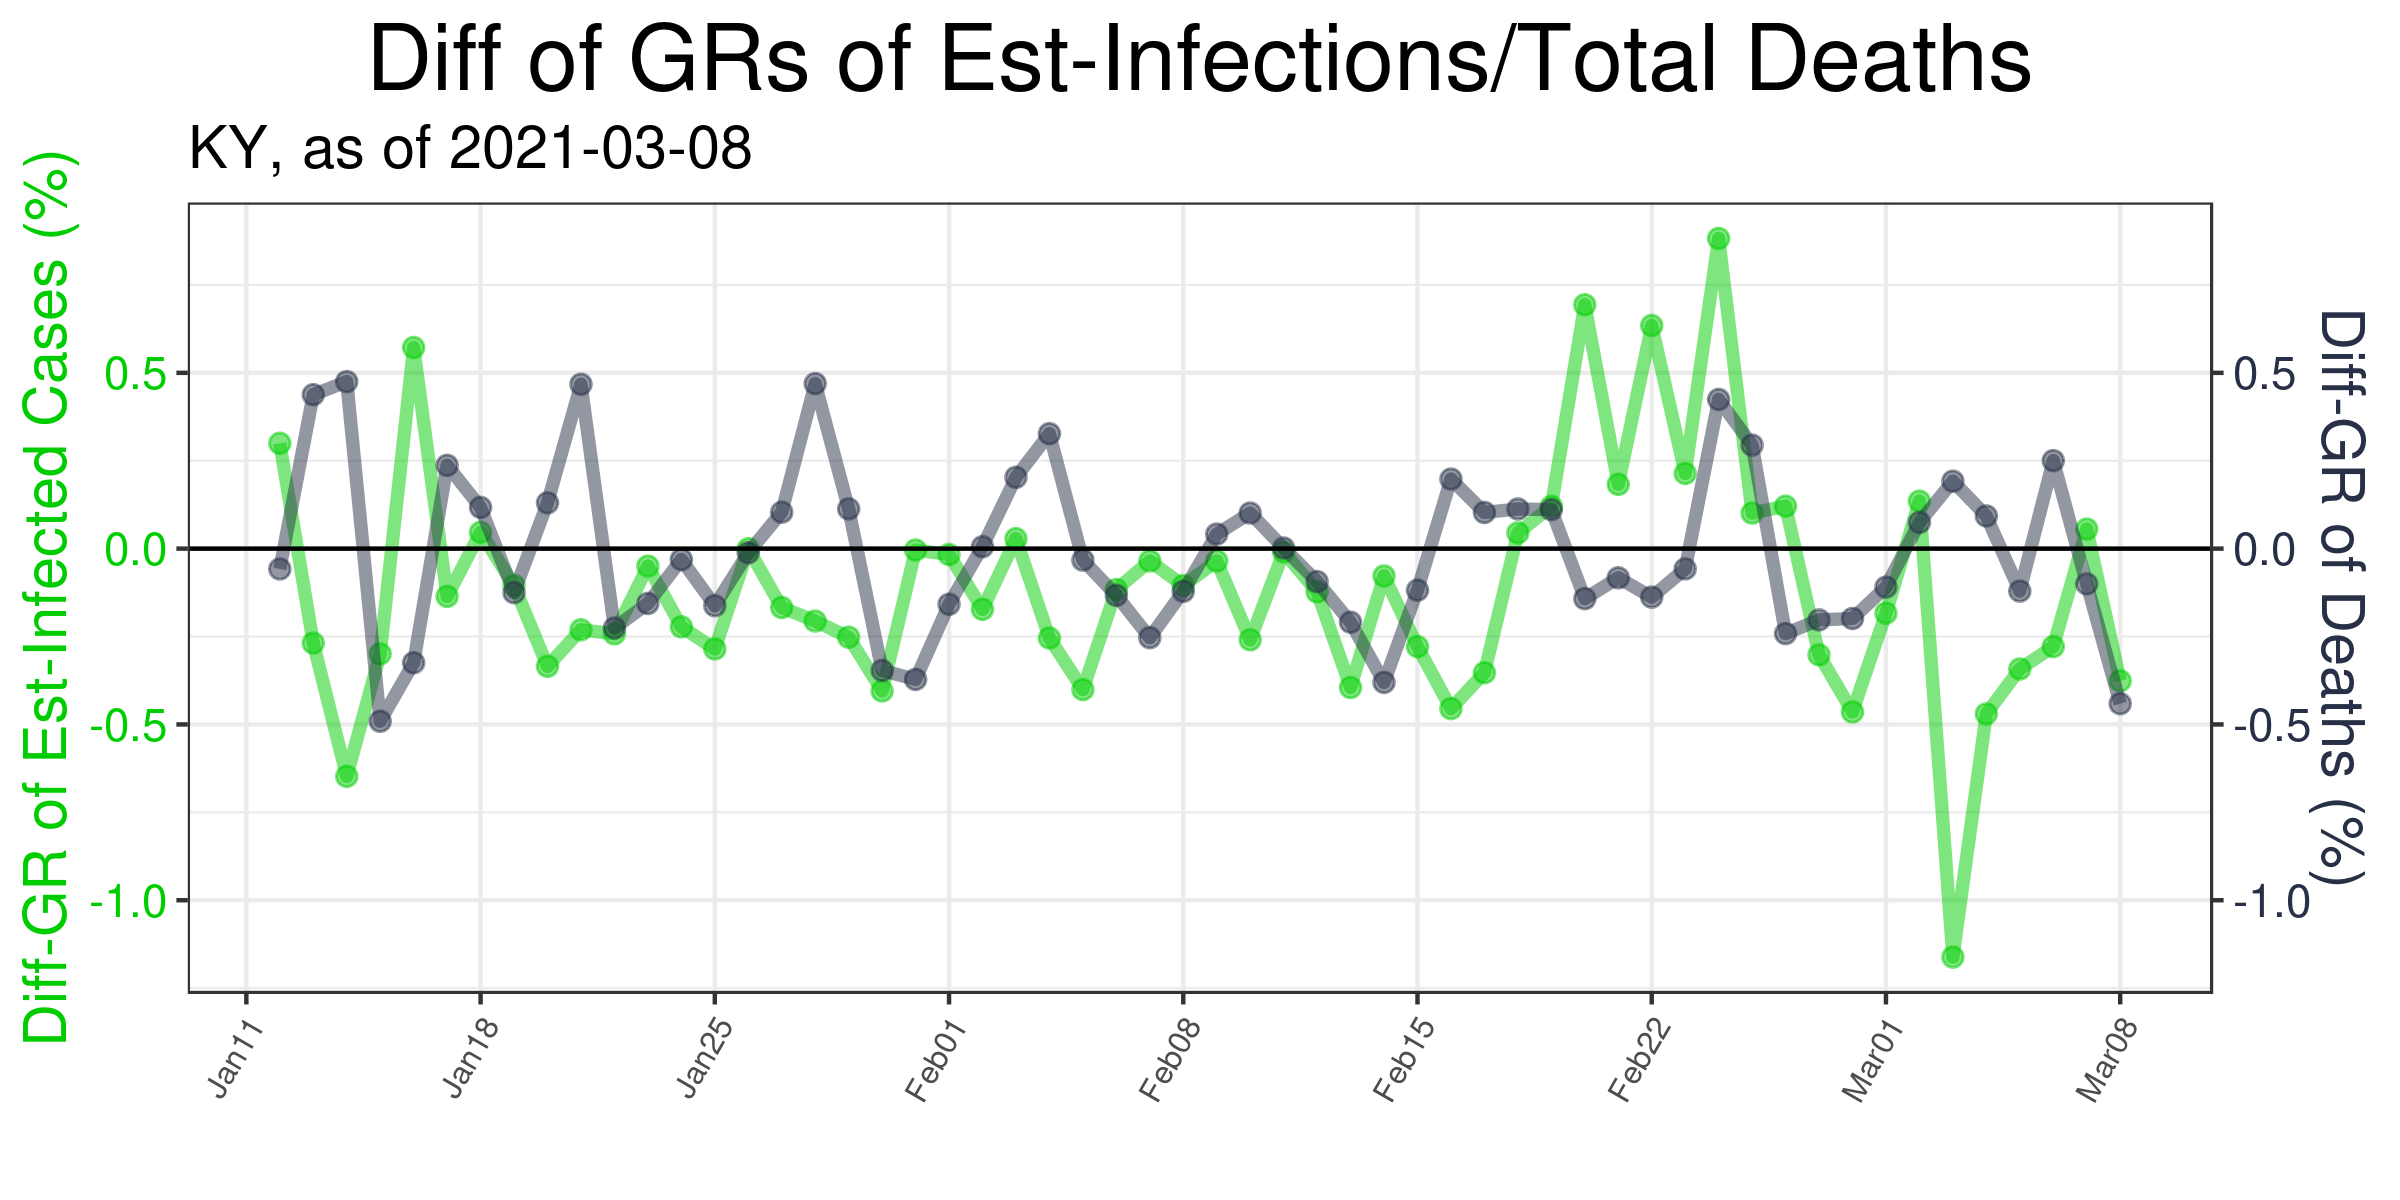 Diff of GRs of Est-Infections/Total Deaths
KY, as of 2021-03-08
Diff-GR of Est-Infected Cases (%)
0.5
0.0
-0.5
-1.0
0.5
0.0
-0.5
-1.0
Diff-GR of Deaths (%)
Jan11
Jan18
Jan25
Feb01
Feb08
Feb15
Feb22
Mar01
Mar08